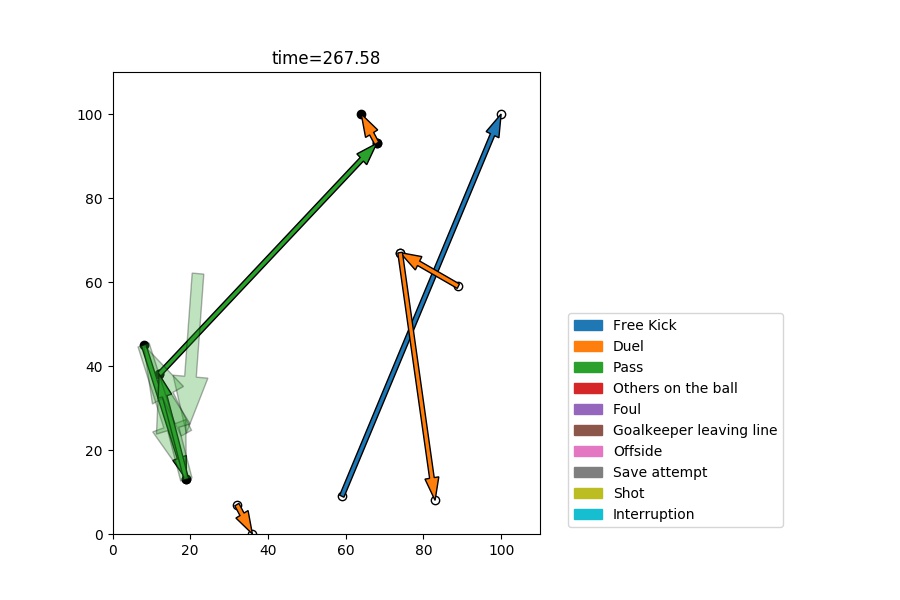 time=267.58
100
80
60
40
20
0
0 20 40 60 80 100
Free Kick
Duel
Pass
Others on the ball
Foul
Goalkeeper leaving line
Offside
Save attempt
Shot
Interruption